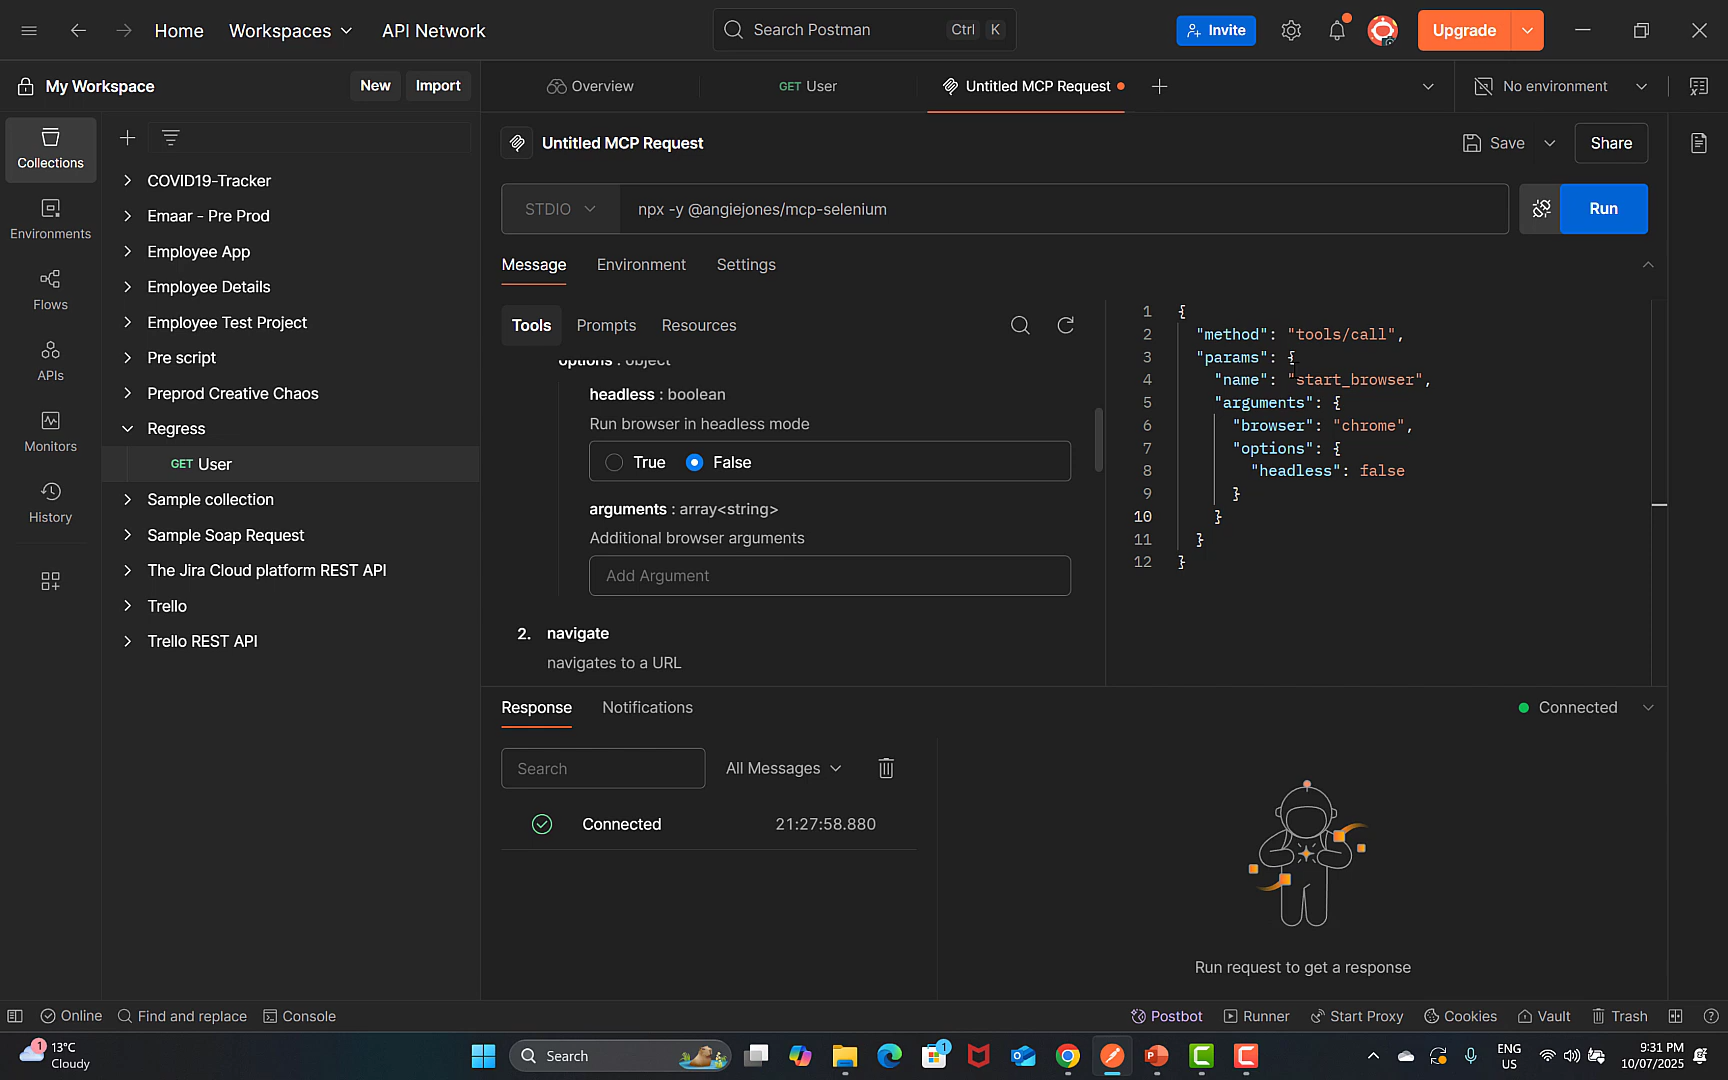 Home
Workspaces
API Network
Search Postman
Ctrl K
Invite
Upgrade
My Workspace
New
Import
Overview
GET User
Untitled MCP Request
No environment
Collections
Environments
Flows
APIs
Monitors
History
COVID19-Tracker
Emaar - Pre Prod
Employee App
Employee Details
Employee Test Project
Pre script
Preprod Creative Chaos
Regress
GET User
Sample collection
Sample Soap Request
The Jira Cloud platform REST API
Trello
Trello REST API
Untitled MCP Request
Save
Share
STDIO
npx -y @angiejones/mcp-selenium
Run
Message
Environment
Settings
Tools
Prompts
Resources
options : object
headless : boolean
Run browser in headless mode
True
False
arguments : array<string>
Additional browser arguments
Add Argument
2. navigate
navigates to a URL
1 {
2 "method": "tools/call",
3 "params": {
4 "name": "start_browser",
5 "arguments": {
6 "browser": "chrome",
7 "options": {
8 "headless": false
9 }
10 }
11 }
12 }
Response
Notifications
Connected
Search
All Messages
Connected
21:27:58.880
Run request to get a response
Online
Find and replace
Console
Postbot
Runner
Start Proxy
Cookies
Vault
Trash
1
13°C
Cloudy
Search
1
ENG
US
9:31 PM
10/07/2025